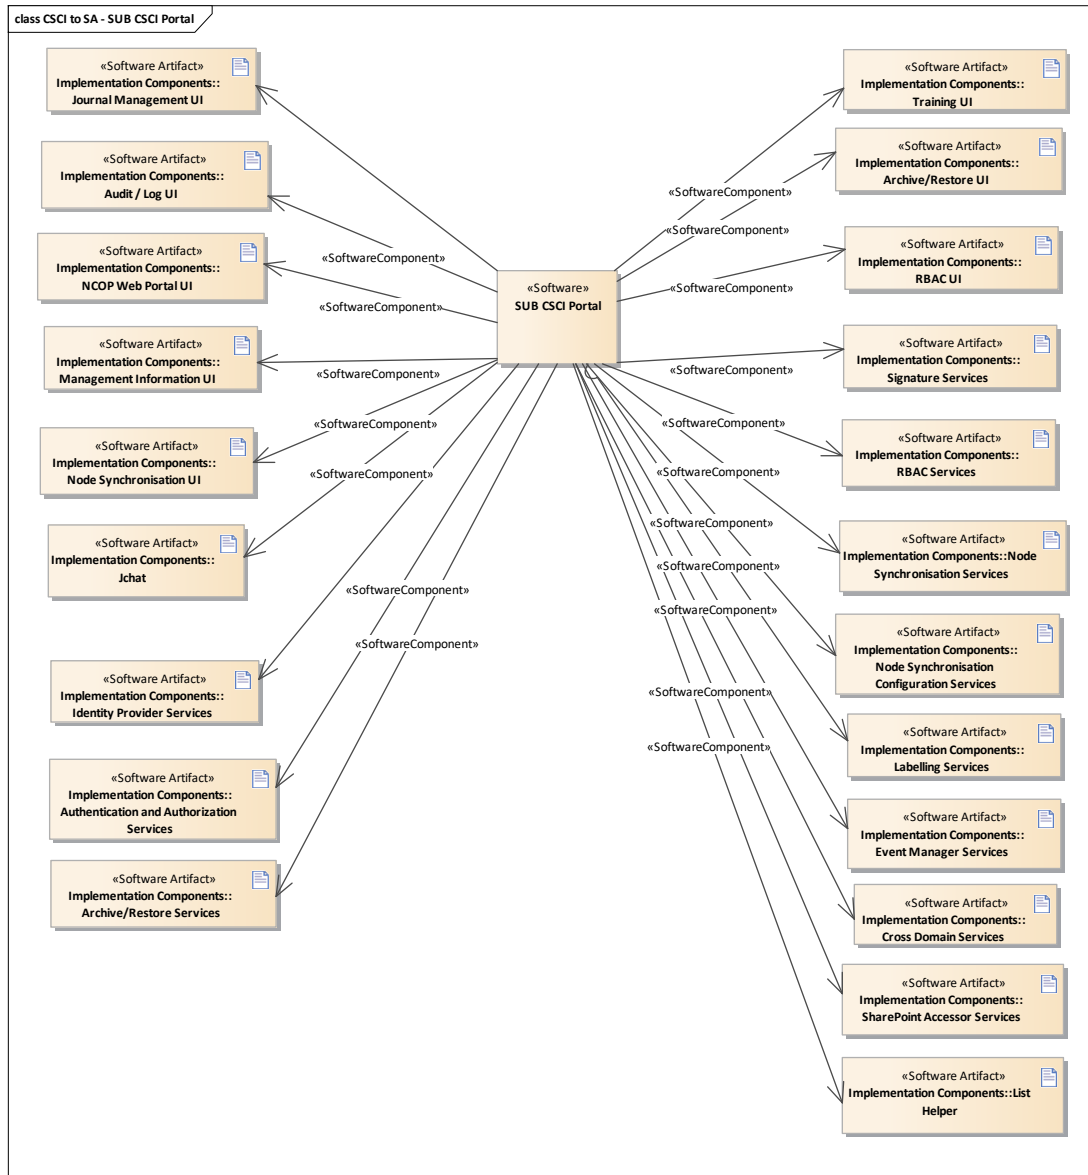 class CSCI to SA - SUB CSCI Portal
«Software Artifact»
Implementation Components::
Journal Management UI
«Software Artifact»
Implementation Components::
Audit / Log UI
«Software Artifact»
Implementation Components::
NCOP Web Portal UI
«Software Artifact»
Implementation Components::
Management Information UI
«Software Artifact»
Implementation Components::
Node Synchronisation UI
«Software Artifact»
Implementation Components::
Jchat
«Software Artifact»
Implementation Components::
Identity Provider Services
«Software Artifact»
Implementation Components::
Authentication and Authorization
Services
«Software Artifact»
Implementation Components::
Archive/Restore Services
«SoftwareComponent»
«SoftwareComponent»
«SoftwareComponent»
«SoftwareComponent»
«SoftwareComponent»
«SoftwareComponent»
«SoftwareComponent»
«SoftwareComponent»
«Software»
SUB CSCI Portal
«SoftwareComponent»
«SoftwareComponent»
«SoftwareComponent»
«SoftwareComponent»
«SoftwareComponent»
«SoftwareComponent»
«SoftwareComponent»
«SoftwareComponent»
«SoftwareComponent»
«SoftwareComponent»
«SoftwareComponent»
«Software Artifact»
Implementation Components::
Training UI
«Software Artifact»
Implementation Components::
Archive/Restore UI
«Software Artifact»
Implementation Components::
RBAC UI
«Software Artifact»
Implementation Components::
Signature Services
«Software Artifact»
Implementation Components::
RBAC Services
«Software Artifact»
Implementation Components::Node
Synchronisation Services
«Software Artifact»
Implementation Components::
Node Synchronisation
Configuration Services
«Software Artifact»
Implementation Components::
Labelling Services
«Software Artifact»
Implementation Components::
Event Manager Services
«Software Artifact»
Implementation Components::
Cross Domain Services
«Software Artifact»
Implementation Components::
SharePoint Accessor Services
«Software Artifact»
Implementation Components::List
Helper